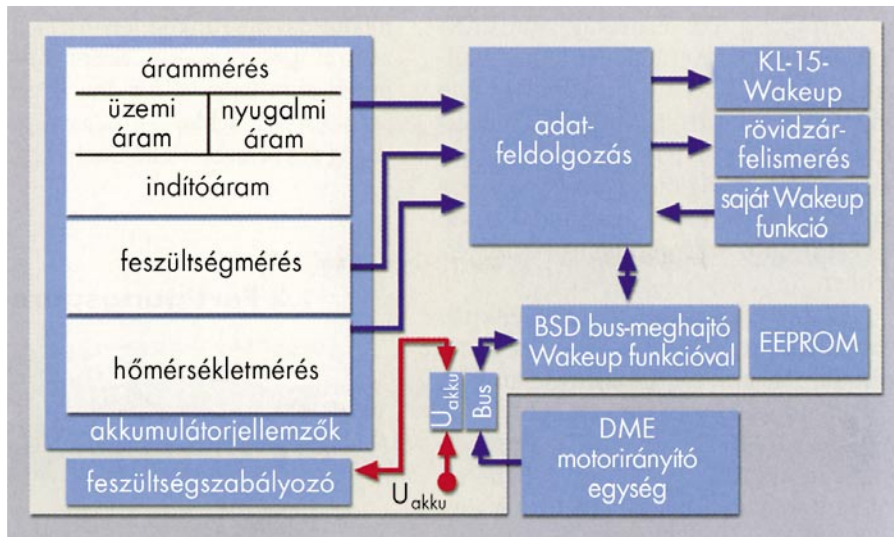 árammérés
üzemi
áram
nyugalmi
áram
indítóáram
feszültségmérés
hőmérsékletmérés
akkumulátorjellemzők
feszültségszabályozó
adat-
feldolgozás
KL-15-
Wakeup
rövidzár-
felismerés
saját Wakeup
funkció
BSD bus-meghajtó
Wakeup funkcióval
EEPROM
Uakku
Bus
DME
motorirányító
egység
Uakku